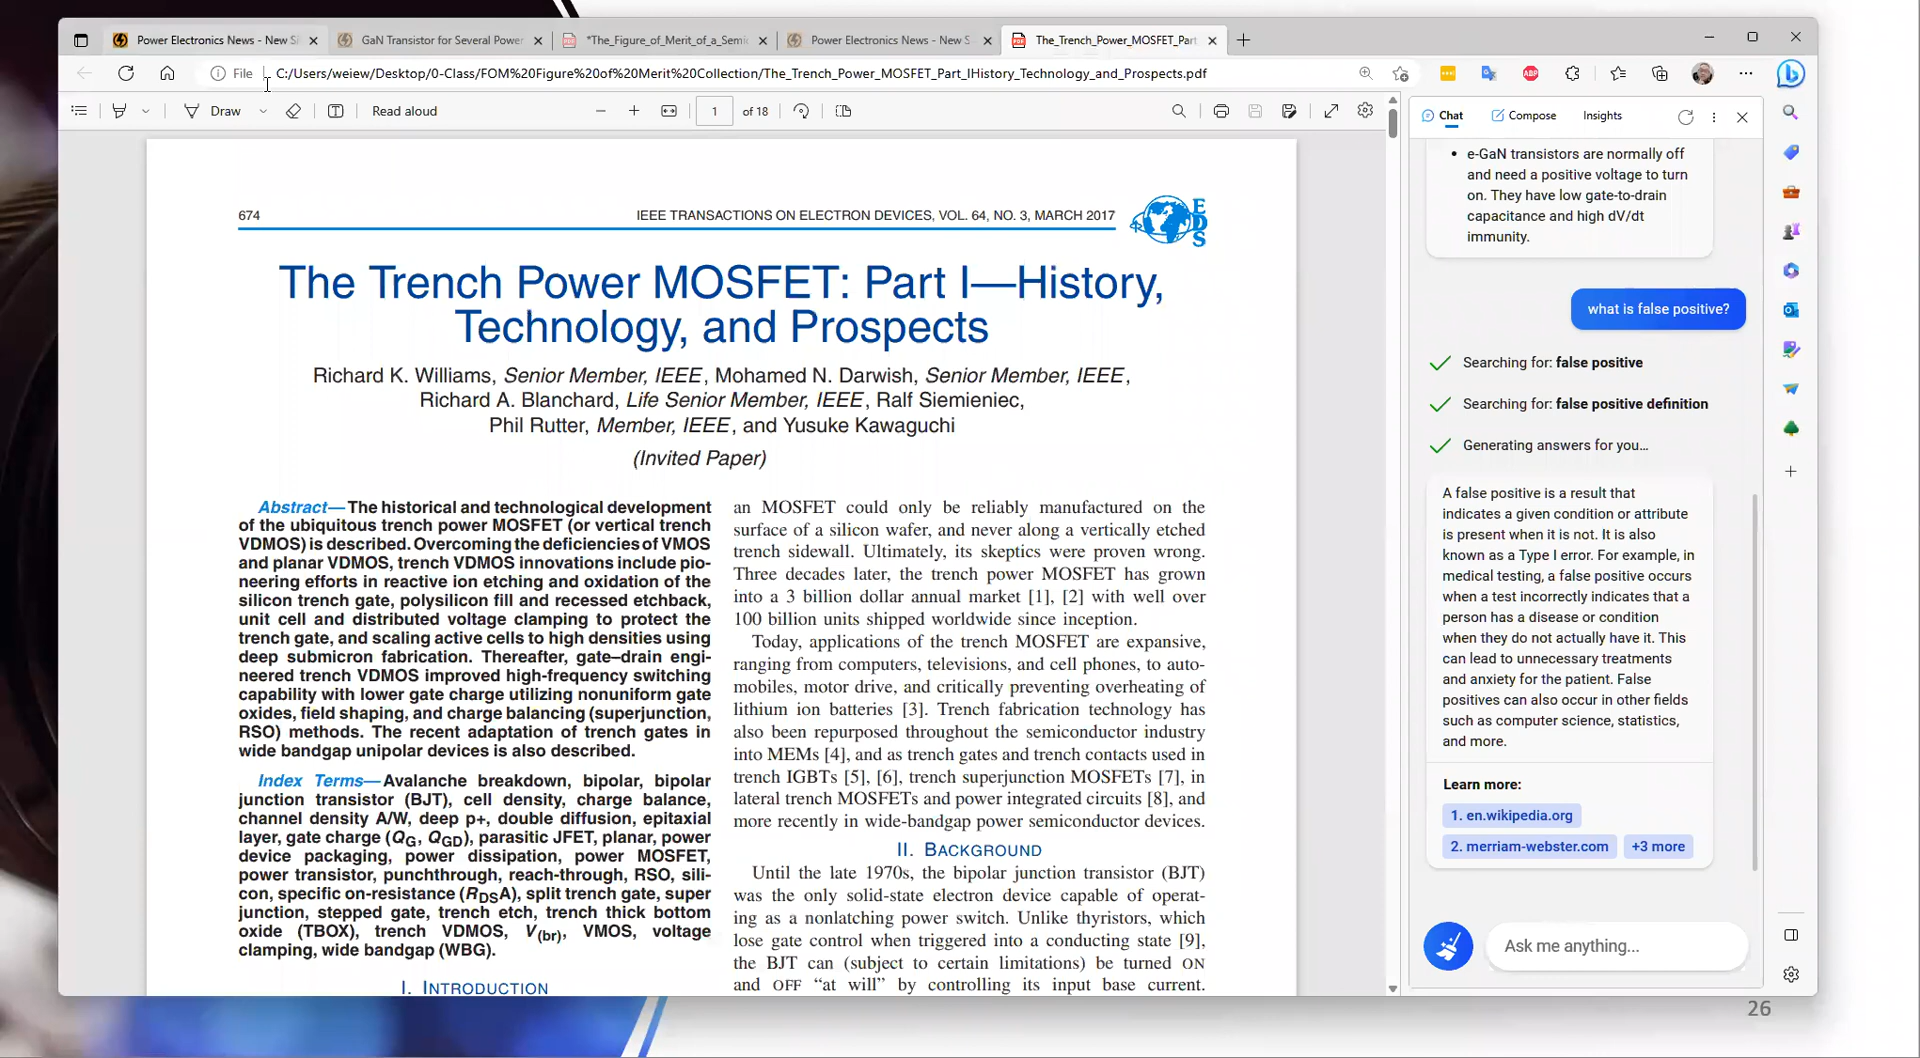 Power Electronics News - New Si
GaN Transistor for Several Power
*The_Figure_of_Merit_of_a_Semic
Power Electronics News - New S
The_Trench_Power_MOSFET_Part
File
C:/Users/weiew/Desktop/0-Class/FOM%20Figure%20of%20Merit%20Collection/The_Trench_Power_MOSFET_Part_IHistory_Technology_and_Prospects.pdf
ABP
Draw
Read aloud
1
of 18
674
IEEE TRANSACTIONS ON ELECTRON DEVICES, VOL. 64, NO. 3, MARCH 2017
EDS
The Trench Power MOSFET: Part I—History,
Technology, and Prospects
Richard K. Williams, Senior Member, IEEE, Mohamed N. Darwish, Senior Member, IEEE,
Richard A. Blanchard, Life Senior Member, IEEE, Ralf Siemieniec,
Phil Rutter, Member, IEEE, and Yusuke Kawaguchi
(Invited Paper)
Abstract—The historical and technological development
of the ubiquitous trench power MOSFET (or vertical trench
VDMOS) is described. Overcoming the deficiencies of VMOS
and planar VDMOS, trench VDMOS innovations include pio-
neering efforts in reactive ion etching and oxidation of the
silicon trench gate, polysilicon fill and recessed etchback,
unit cell and distributed voltage clamping to protect the
trench gate, and scaling active cells to high densities using
deep submicron fabrication. Thereafter, gate–drain engi-
neered trench VDMOS improved high-frequency switching
capability with lower gate charge utilizing nonuniform gate
oxides, field shaping, and charge balancing (superjunction,
RSO) methods. The recent adaptation of trench gates in
wide bandgap unipolar devices is also described.
Index Terms—Avalanche breakdown, bipolar, bipolar
junction transistor (BJT), cell density, charge balance,
channel density A/W, deep p+, double diffusion, epitaxial
layer, gate charge (QG, QGD), parasitic JFET, planar, power
device packaging, power dissipation, power MOSFET,
power transistor, punchthrough, reach-through, RSO, sili-
con, specific on-resistance (RDSA), split trench gate, super
junction, stepped gate, trench etch, trench thick bottom
oxide (TBOX), trench VDMOS, V(br), VMOS, voltage
clamping, wide bandgap (WBG).
I. INTRODUCTION
an MOSFET could only be reliably manufactured on the
surface of a silicon wafer, and never along a vertically etched
trench sidewall. Ultimately, its skeptics were proven wrong.
Three decades later, the trench power MOSFET has grown
into a 3 billion dollar annual market [1], [2] with well over
100 billion units shipped worldwide since inception.
Today, applications of the trench MOSFET are expansive,
ranging from computers, televisions, and cell phones, to auto-
mobiles, motor drive, and critically preventing overheating of
lithium ion batteries [3]. Trench fabrication technology has
also been repurposed throughout the semiconductor industry
into MEMs [4], and as trench gates and trench contacts used in
trench IGBTs [5], [6], trench superjunction MOSFETs [7], in
lateral trench MOSFETs and power integrated circuits [8], and
more recently in wide-bandgap power semiconductor devices.
II. BACKGROUND
Until the late 1970s, the bipolar junction transistor (BJT)
was the only solid-state electron device capable of operat-
ing as a nonlatching power switch. Unlike thyristors, which
lose gate control when triggered into a conducting state [9],
the BJT can (subject to certain limitations) be turned ON
and OFF “at will” by controlling its input base current.
Chat
Compose
Insights
• e-GaN transistors are normally off
and need a positive voltage to turn
on. They have low gate-to-drain
capacitance and high dV/dt
immunity.
what is false positive?
Searching for: false positive
Searching for: false positive definition
Generating answers for you...
A false positive is a result that
indicates a given condition or attribute
is present when it is not. It is also
known as a Type I error. For example, in
medical testing, a false positive occurs
when a test incorrectly indicates that a
person has a disease or condition
when they do not actually have it. This
can lead to unnecessary treatments
and anxiety for the patient. False
positives can also occur in other fields
such as computer science, statistics,
and more.
Learn more:
1. en.wikipedia.org
2. merriam-webster.com
+3 more
Ask me anything...
26